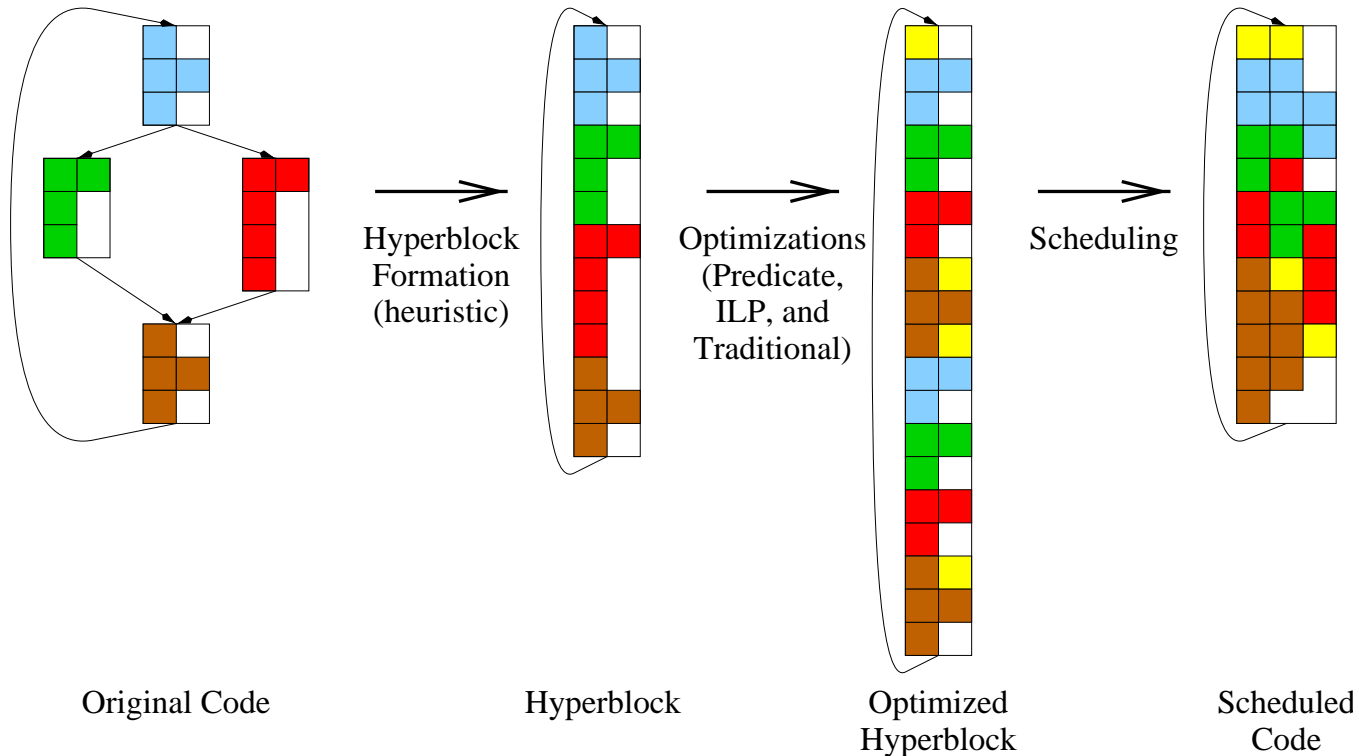 Hyperblock
Formation
(heuristic)
Optimizations
(Predicate,
ILP, and
Traditional)
Scheduling
Original Code
Hyperblock
Optimized
Hyperblock
Scheduled
Code